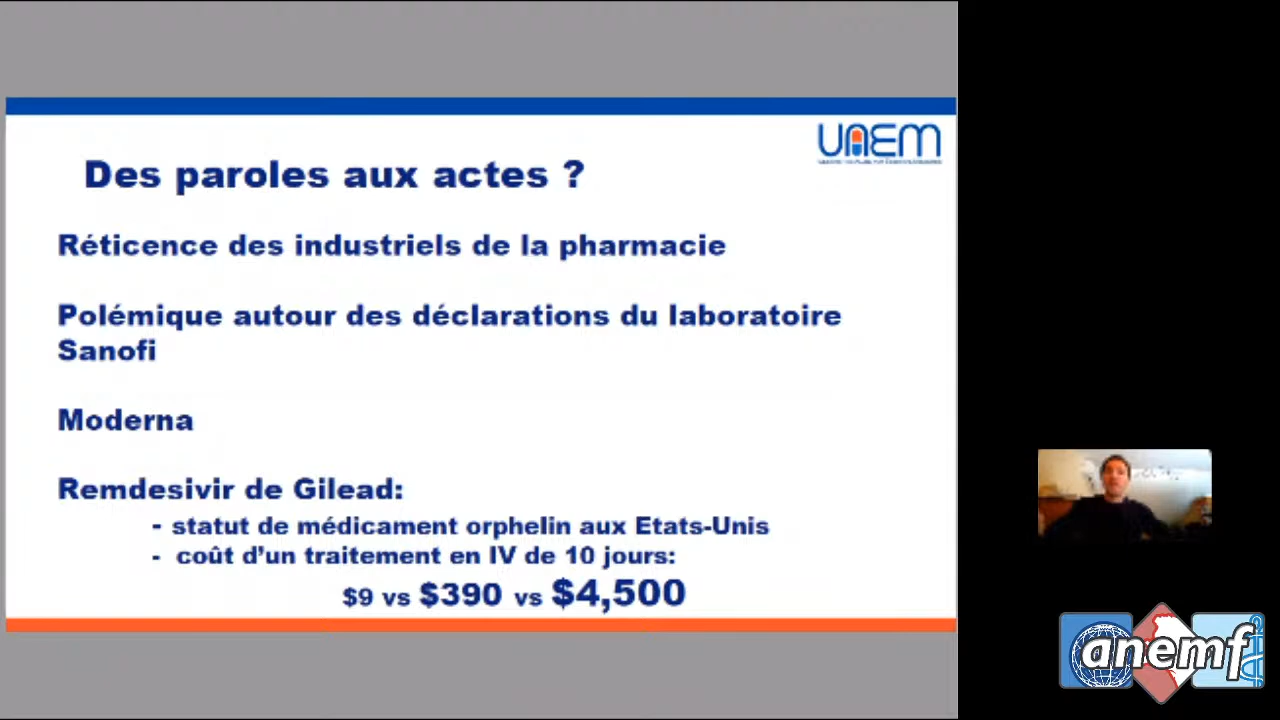 UAEM
Des paroles aux actes ?
Réticence des industriels de la pharmacie
Polémique autour des déclarations du laboratoire
Sanofi
Moderna
Remdesivir de Gilead:
- statut de médicament orphelin aux Etats-Unis
- coût d’un traitement en IV de 10 jours:
$9 vs $390 vs $4,500
anemf